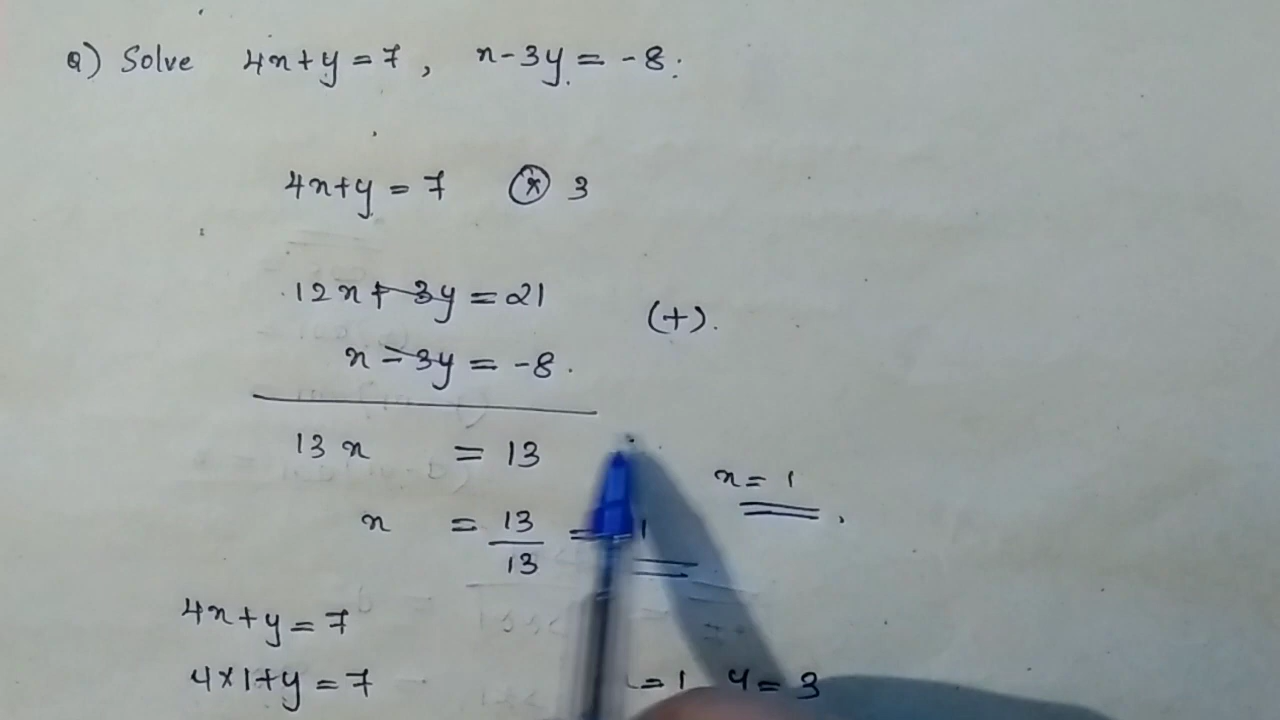 Q) Solve 4x+y=7, x-3y=-8.
4x+y=7 * 3
12x+3y=21 (+).
x-3y=-8.
13x = 13
x=1,
x = 13/13 = 1
4x+y=7
4×1+y=7 =1 y=3